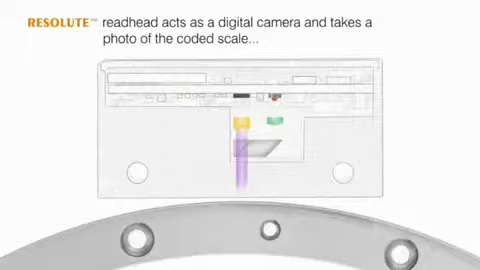 RESOLUTE™ readhead acts as a digital camera and takes a
photo of the coded scale...